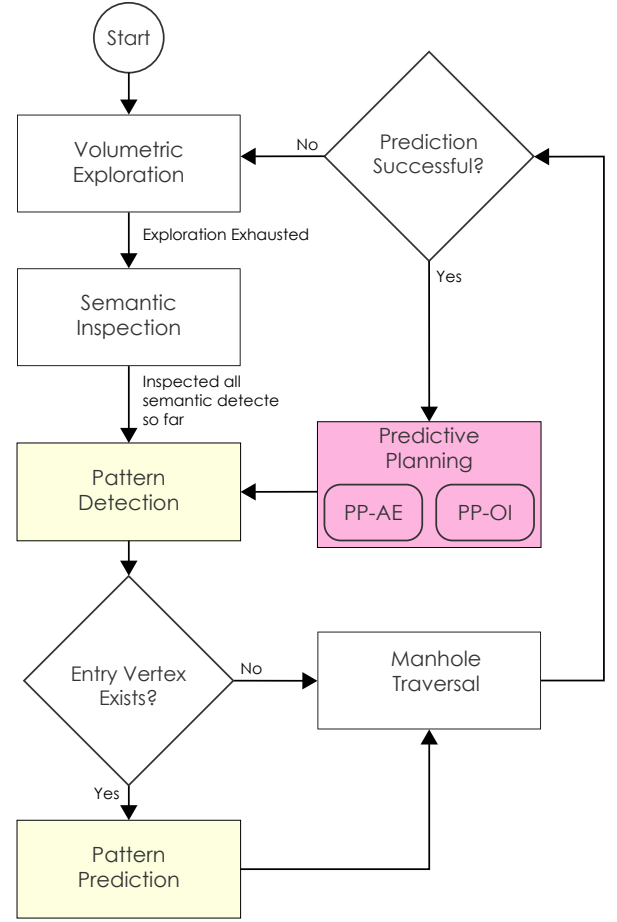 Start
Volumetric
Exploration
No
Prediction
Successful?
Exploration Exhausted
Yes
Semantic
Inspection
Inspected all
semantic detecte
so far
Predictive
Planning
PP-AE
PP-OI
Pattern
Detection
Entry Vertex
Exists?
No
Manhole
Traversal
Yes
Pattern
Prediction